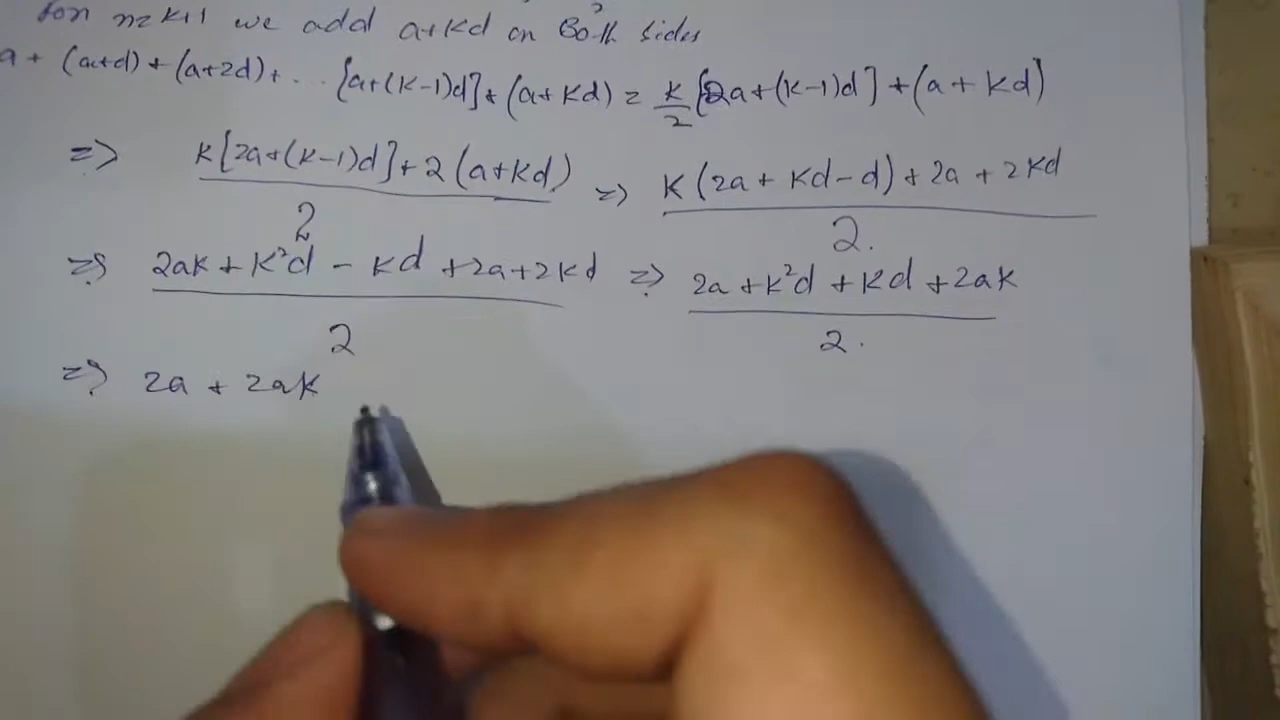 for n=k+1 we add a+kd on Both sides
a + (a+d) + (a+2d) + ... [a+(k-1)d] + (a+kd) = k/2 [2a+(k-1)d] + (a+kd)
=> k[2a+(k-1)d]+2(a+kd) / 2 => k(2a+kd-d)+2a+2kd / 2.
=> 2ak+k²d-kd+2a+2kd / 2 => 2a+k²d+kd+2ak / 2.
=> 2a + 2ak